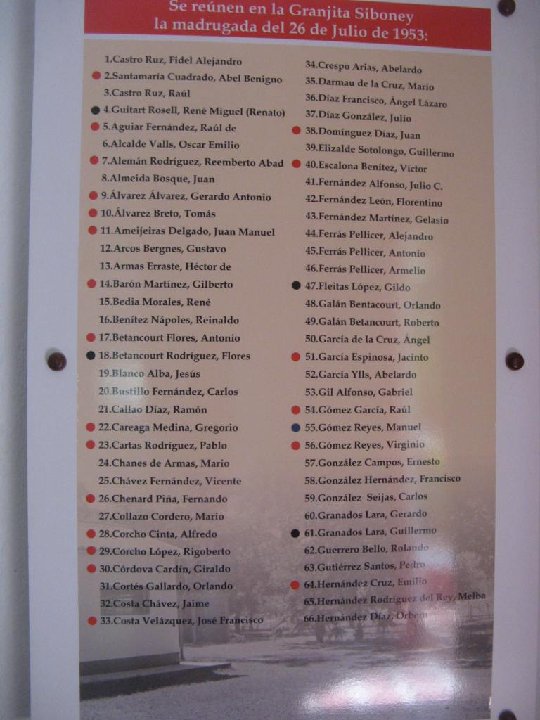 Se reúnen en la Granjita Siboney
la madrugada del 26 de Julio de 1953:
1.Castro Ruz, Fidel Alejandro
2.Santamaría Cuadrado, Abel Benigno
3.Castro Ruz, Raúl
4.Guitart Rosell, René Miguel (Renato)
5.Aguiar Fernández, Raúl de
6.Alcalde Valls, Oscar Emilio
7.Alemán Rodríguez, Reemberto Abad
8.Almeida Bosque, Juan
9.Álvarez Álvarez, Gerardo Antonio
10.Álvarez Breto, Tomás
11.Ameijeiras Delgado, Juan Manuel
12.Arcos Bergnes, Gustavo
13.Armas Erraste, Héctor de
14.Barón Martínez, Gilberto
15.Bedia Morales, René
16.Benítez Nápoles, Reinaldo
17.Betancourt Flores, Antonio
18.Betancourt Rodríguez, Flores
19.Blanco Alba, Jesús
20.Bustillo Fernández, Carlos
21.Callao Díaz, Ramón
22.Careaga Medina, Gregorio
23.Cartas Rodríguez, Pablo
24.Chanes de Armas, Mario
25.Chávez Fernández, Vicente
26.Chenard Piña, Fernando
27.Collazo Cordero, Mario
28.Corcho Cinta, Alfredo
29.Corcho López, Rigoberto
30.Córdova Cardín, Giraldo
31.Cortés Gallardo, Orlando
32.Costa Chávez, Jaime
33.Costa Velázquez, José Francisco
34.Crespo Arias, Abelardo
35.Darmau de la Cruz, Mario
36.Díaz Francisco, Ángel Lázaro
37.Díaz González, Julio
38.Domínguez Díaz, Juan
39.Elizalde Sotolongo, Guillermo
40.Escalona Benítez, Víctor
41.Fernández Alfonso, Julio C.
42.Fernández León, Florentino
43.Fernández Martínez, Gelasio
44.Ferrás Pellicer, Alejandro
45.Ferrás Pellicer, Antonio
46.Ferrás Pellicer, Armelio
47.Fleitas López, Gildo
48.Galán Bentacourt, Orlando
49.Galán Betancourt, Roberto
50.García de la Cruz, Ángel
51.García Espinosa, Jacinto
52.García Ylls, Abelardo
53.Gil Alfonso, Gabriel
54.Gómez García, Raúl
55.Gómez Reyes, Manuel
56.Gómez Reyes, Virginio
57.González Campos, Ernesto
58.González Hernández, Francisco
59.González Seijas, Carlos
60.Granados Lara, Gerardo
61.Granados Lara, Guillermo
62.Guerrero Bello, Rolando
63.Gutiérrez Santos, Pedro
64.Hernández Cruz, Emilio
65.Hernández Rodríguez del Rey, Melba
66.Hernández Díaz,